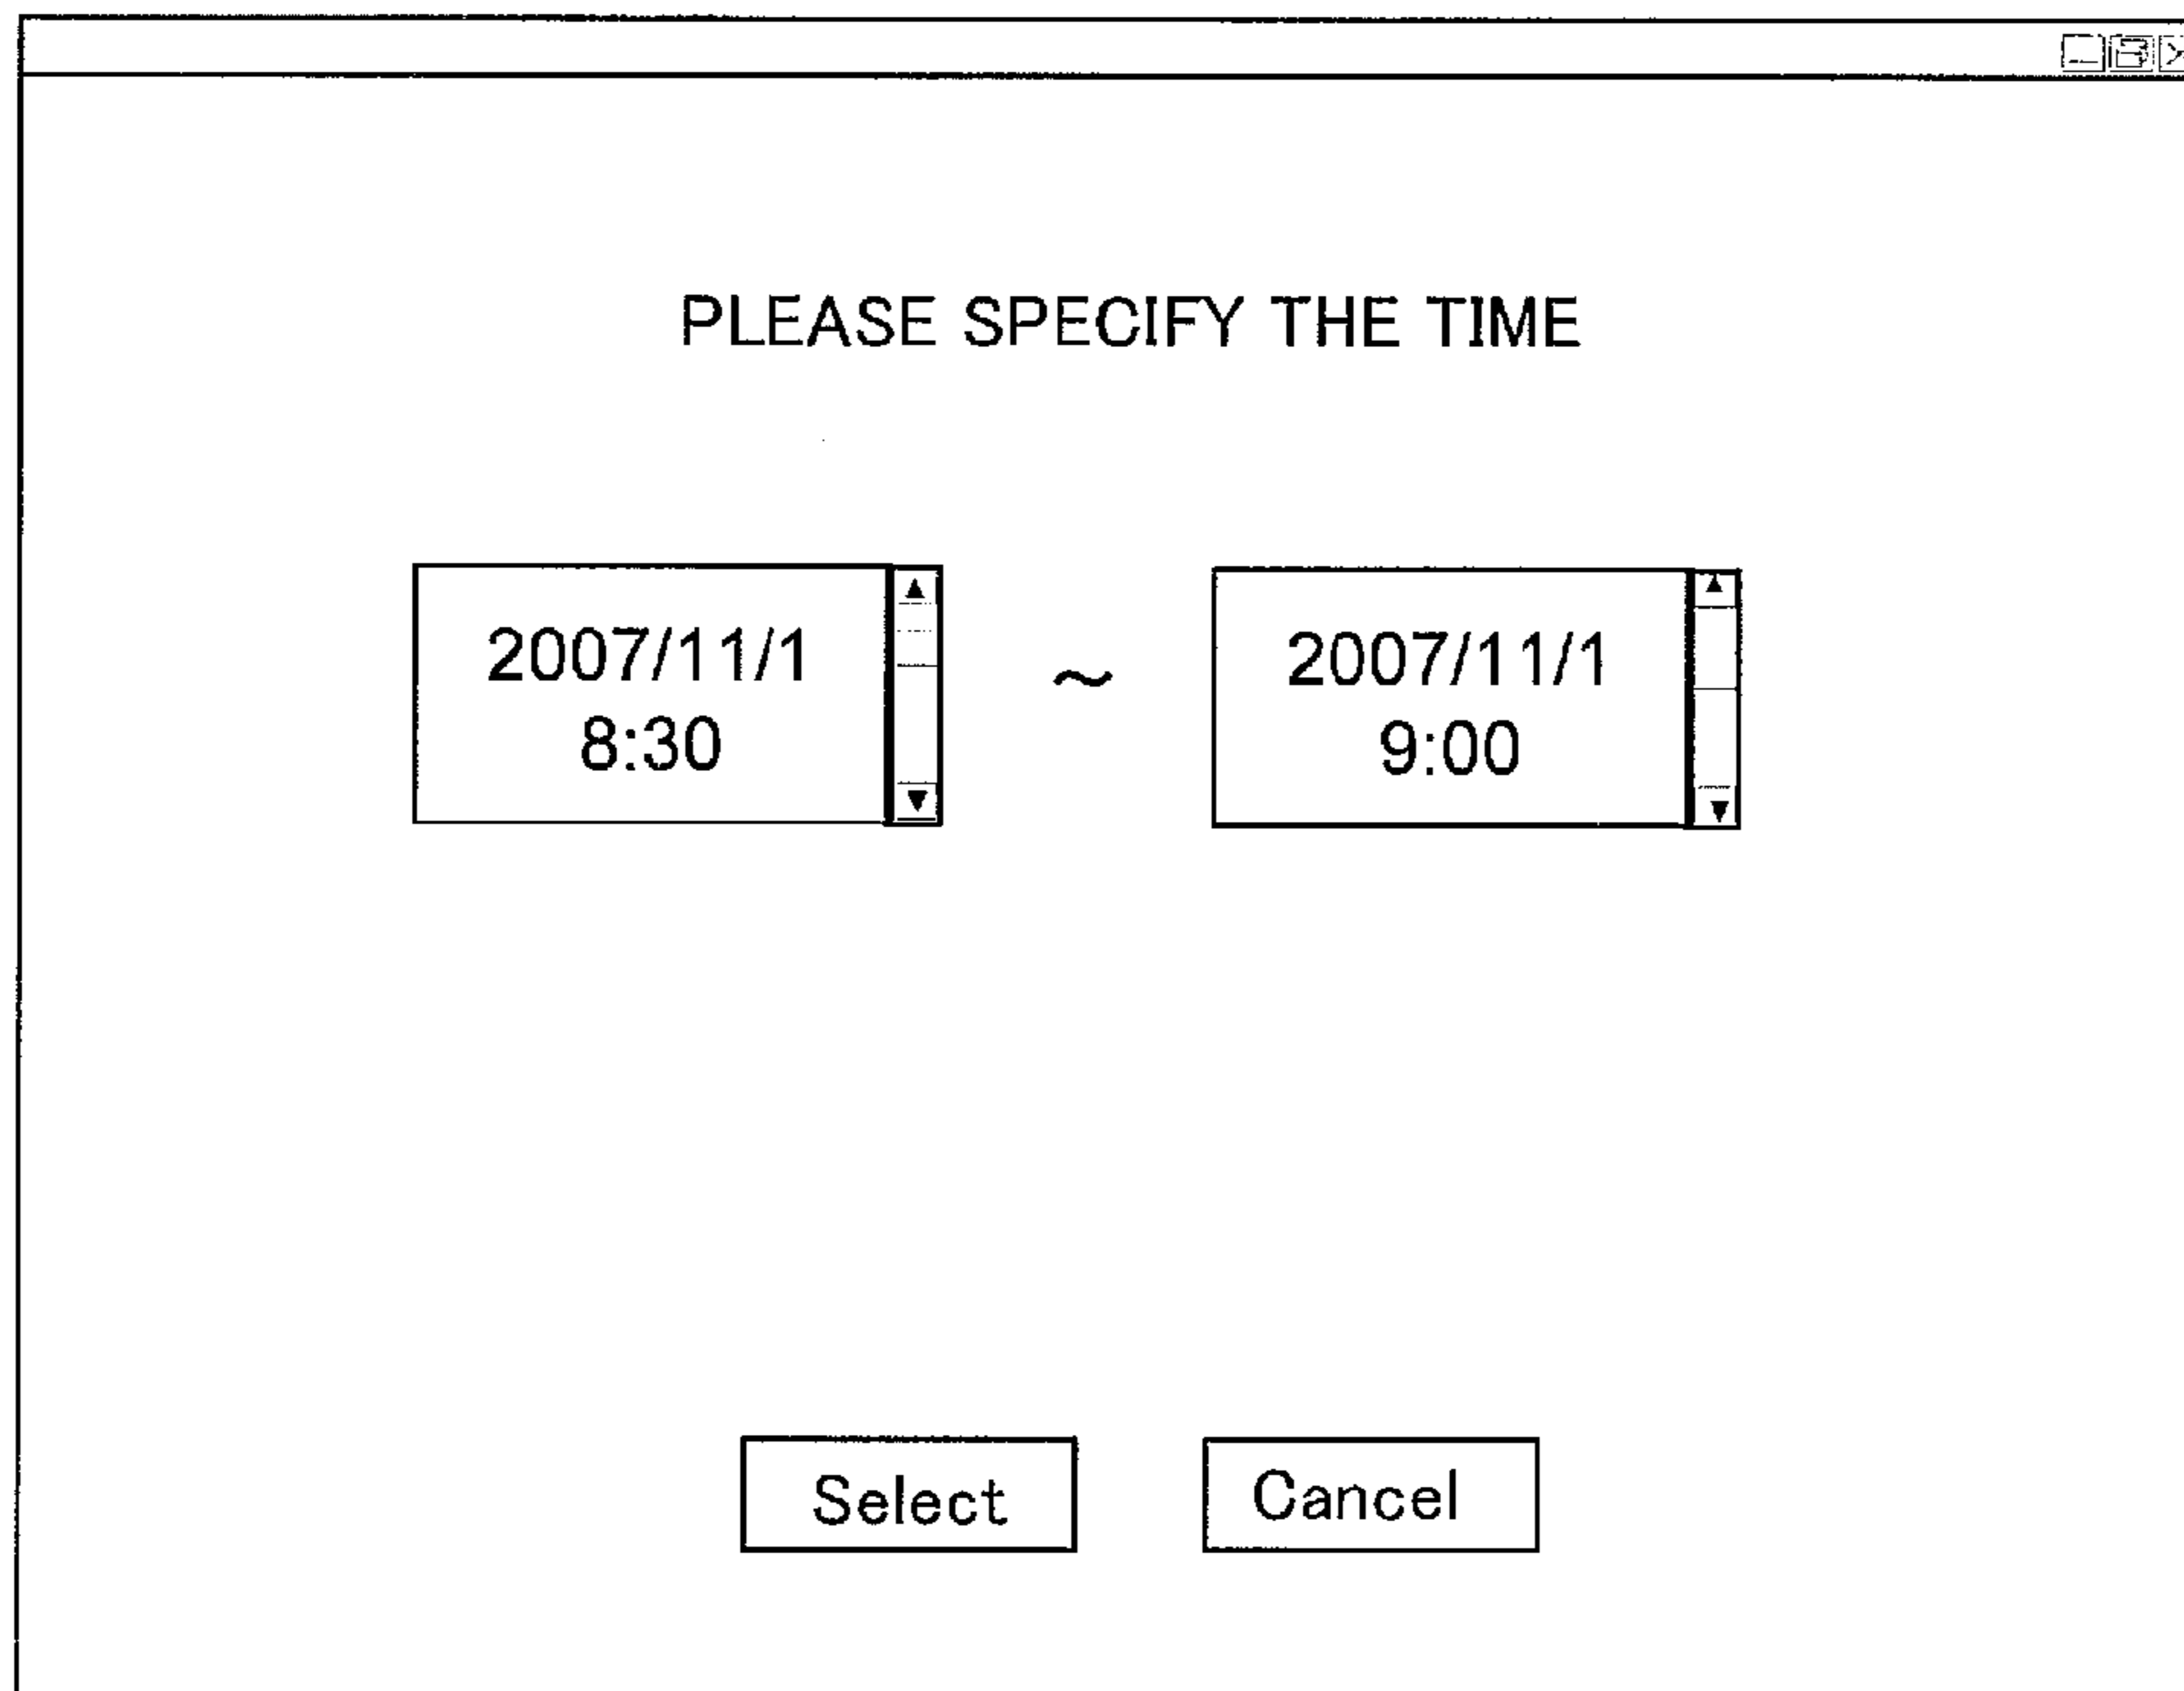 PLEASE SPECIFY THE TIME
2007/11/1
8:30
~
2007/11/1
9:00
Select
Cancel